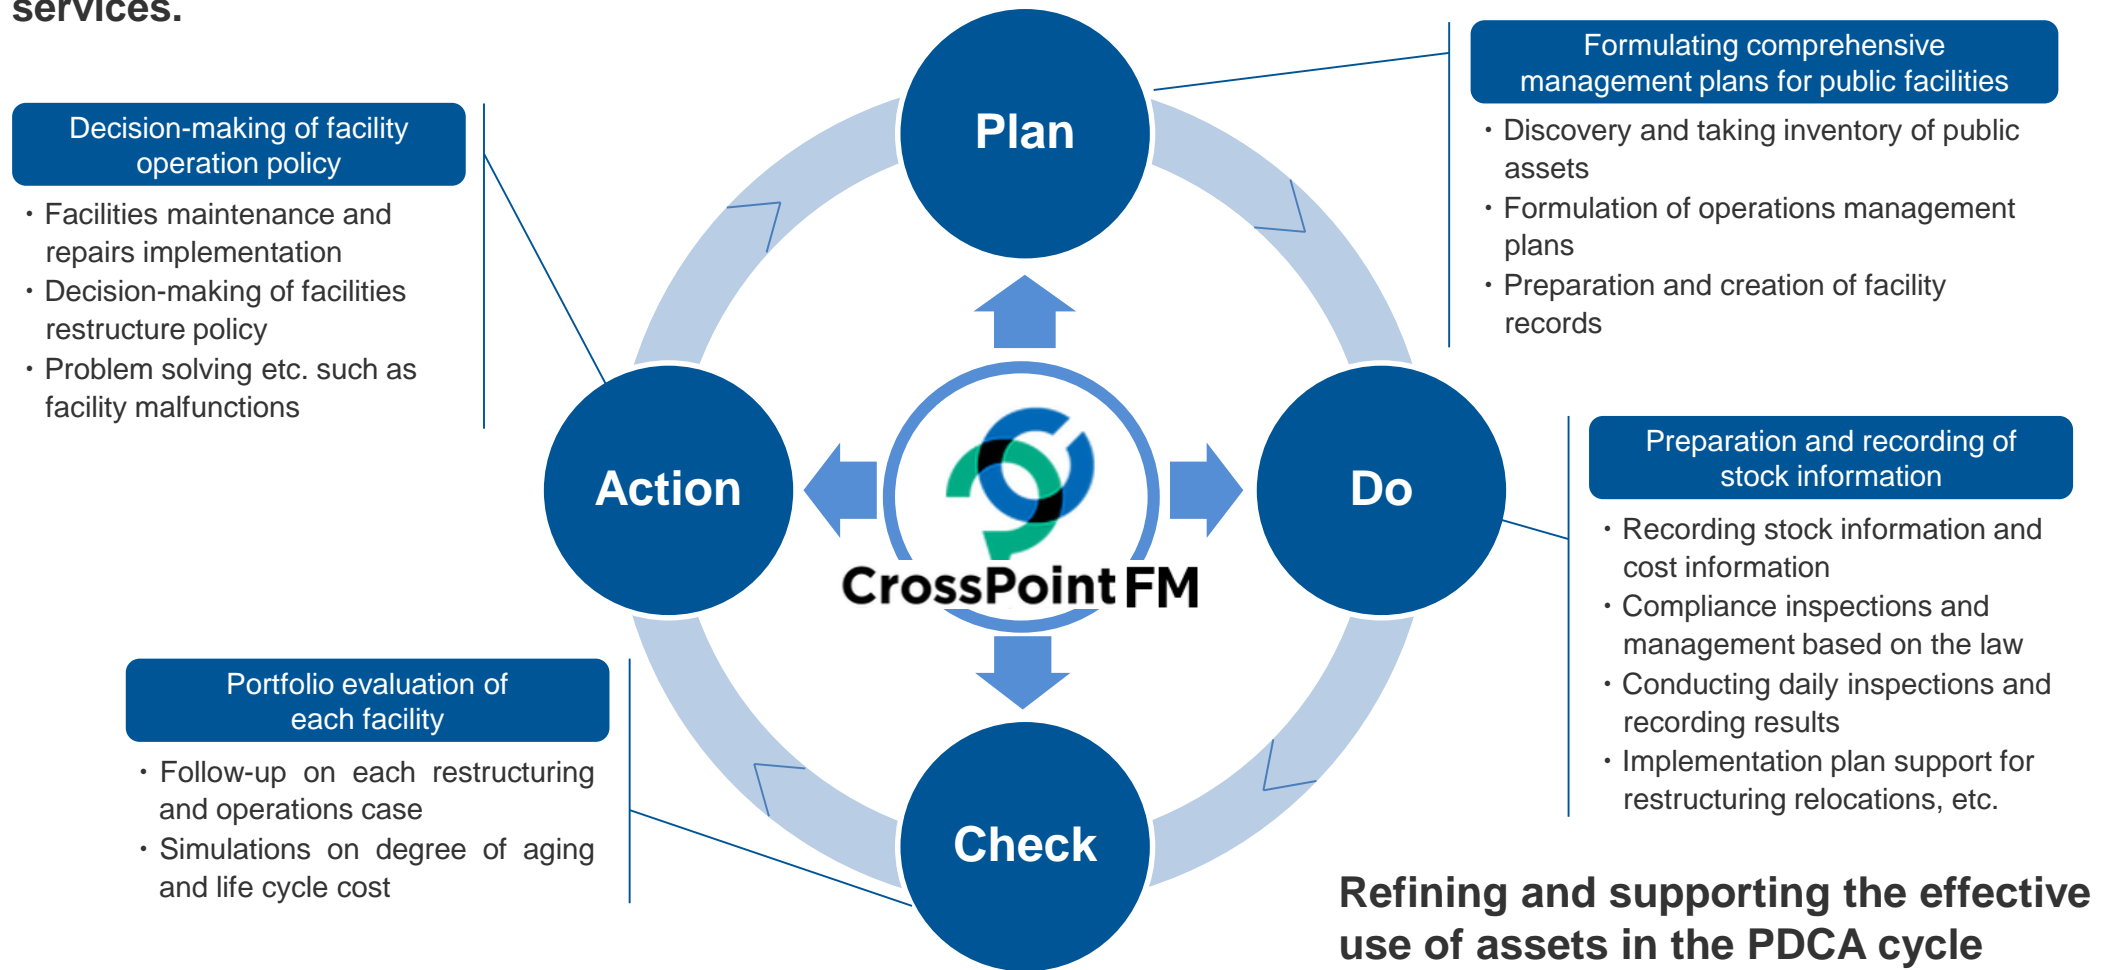 services.
Plan
Formulating comprehensive
management plans for public facilities
・Discovery and taking inventory of public
assets
・Formulation of operations management
plans
・Preparation and creation of facility
records
Decision-making of facility
operation policy
・Facilities maintenance and
repairs implementation
・Decision-making of facilities
restructure policy
・Problem solving etc. such as
facility malfunctions
Action
CrossPoint FM
Do
Preparation and recording of
stock information
・Recording stock information and
cost information
・Compliance inspections and
management based on the law
・Conducting daily inspections and
recording results
・Implementation plan support for
restructuring relocations, etc.
Portfolio evaluation of
each facility
・Follow-up on each restructuring
and operations case
・Simulations on degree of aging
and life cycle cost
Check
Refining and supporting the effective
use of assets in the PDCA cycle